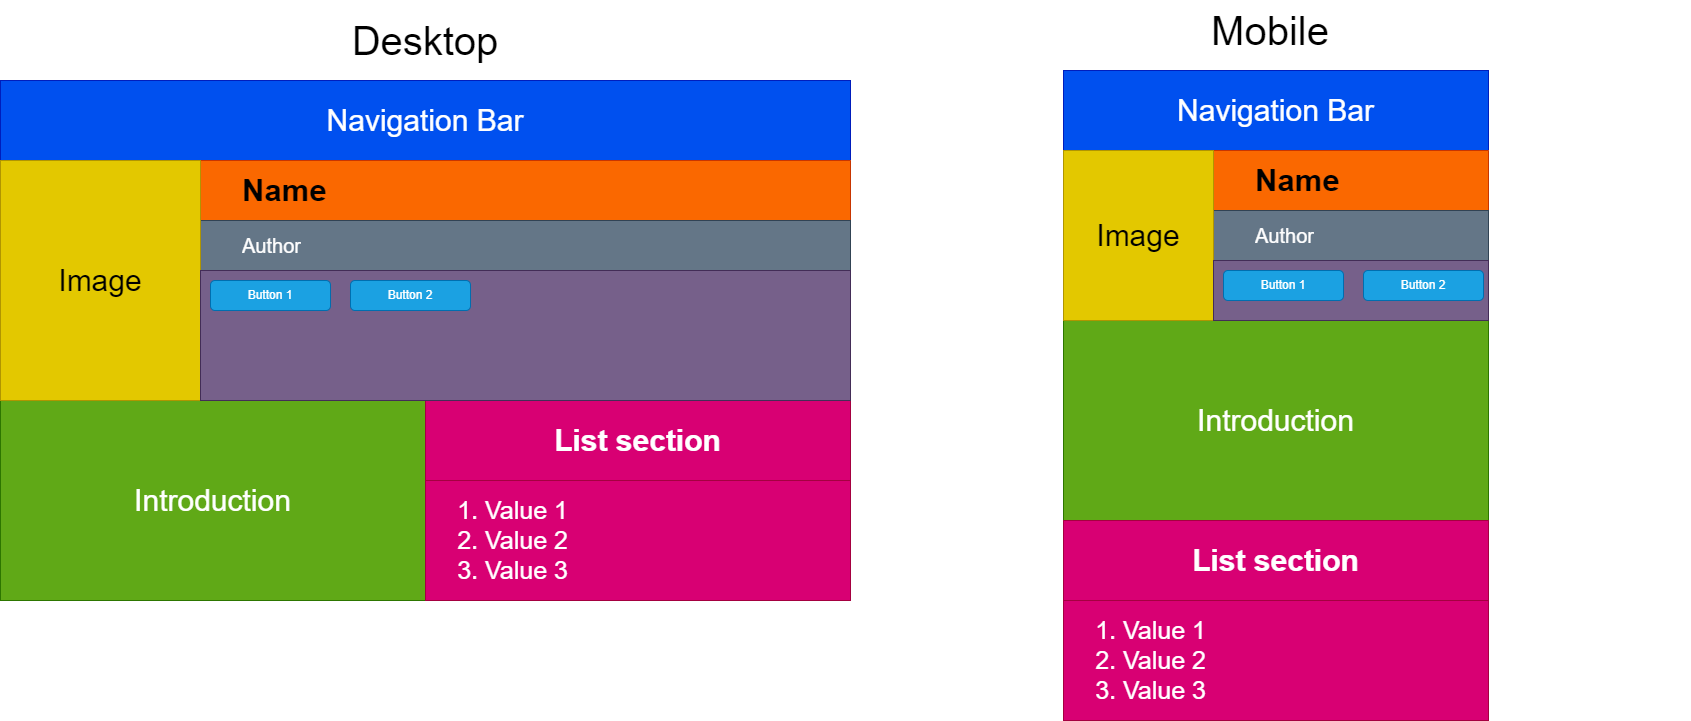 Desktop
Navigation Bar
Image
Name
Author
Button 1 Button 2
Introduction
List section
1. Value 1
2. Value 2
3. Value 3
Mobile
Navigation Bar
Image
Name
Author
Button 1 Button 2
Introduction
List section
1. Value 1
2. Value 2
3. Value 3